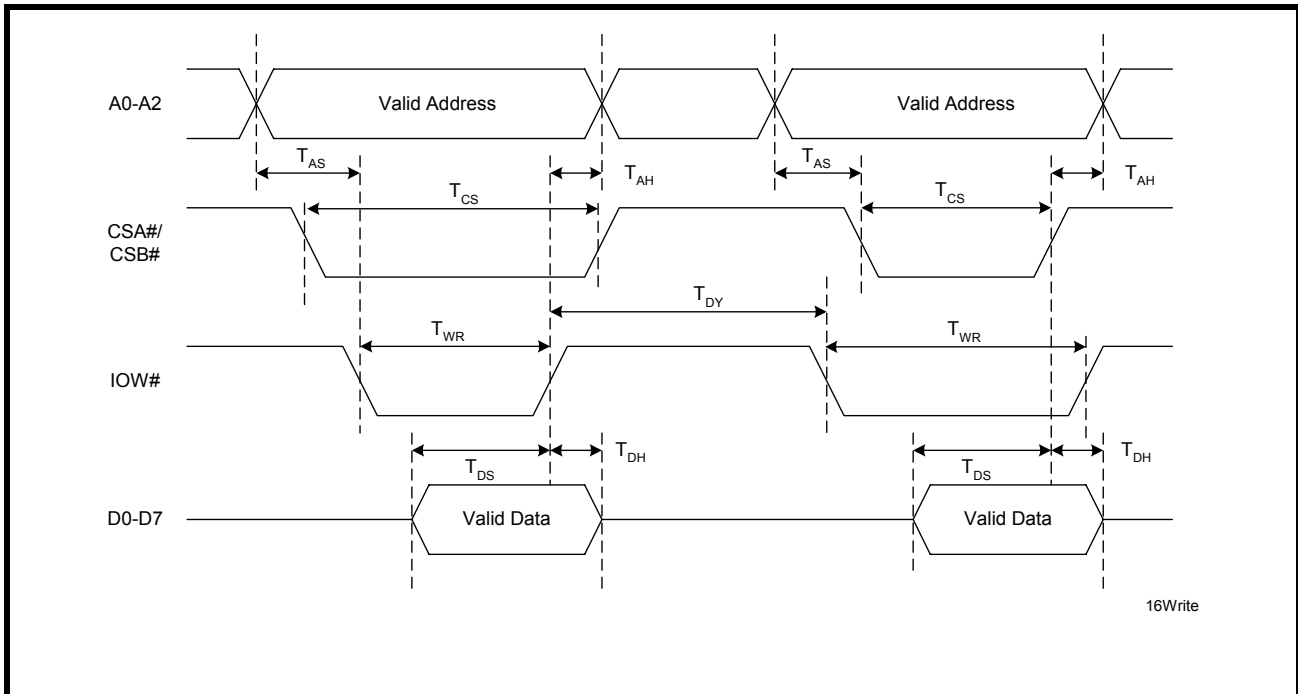 A0-A2
Valid Address
Valid Address
TAS
TAH
TAS
TAH
TCS
TCS
CSA#/
CSB#
TDY
TWR
TWR
IOW#
TDS
TDH
TDS
TDH
D0-D7
Valid Data
Valid Data
16Write